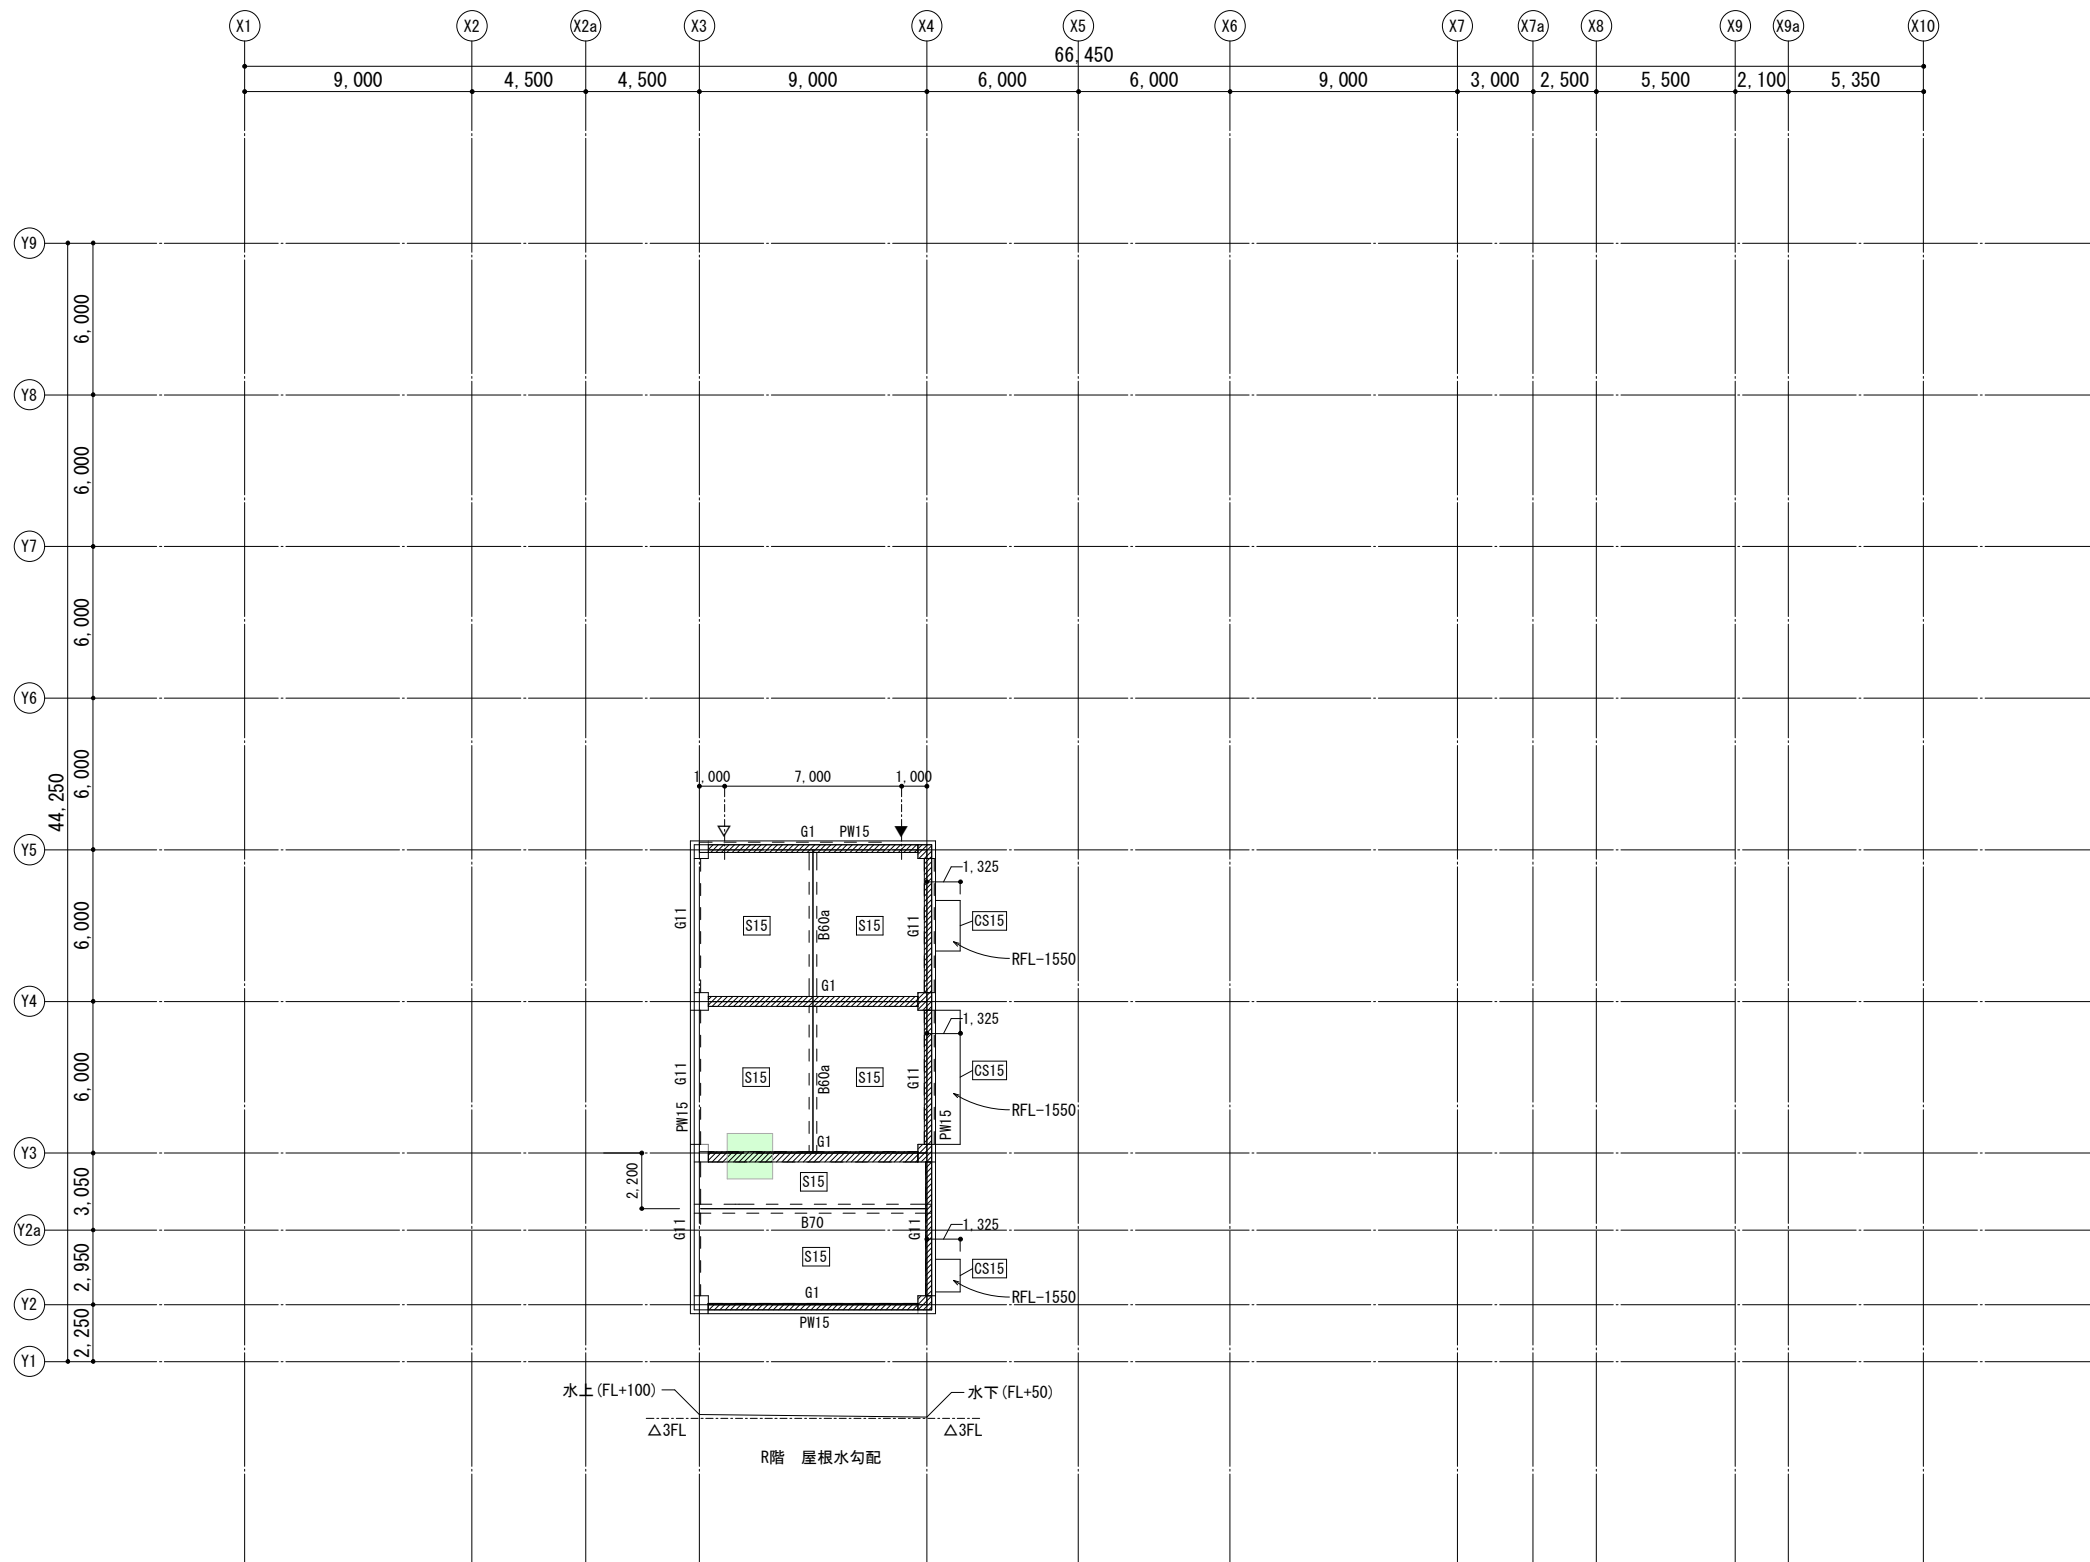 X1 X2 X2a X3 X4 X5 X6 X7 X7a X8 X9 X9a X10
66,450
9,000 4,500 4,500 9,000 6,000 6,000 9,000 3,000 2,500 5,500 2,100 5,350
Y9
6,000
Y8
6,000
Y7
6,000
Y6
6,000
44,250
1,000 7,000 1,000
G1 PW15
Y5
1,325
6,000
G11 S15 B60a S15 G11 CS15
RFL-1550
G1
Y4
1,325
6,000
G11 S15 B60a S15 G11 CS15
RFL-1550
PW15 PW15
G1
Y3
2,200
3,050
S15
B70
G11 G11
Y2a
1,325
2,950
S15
CS15
G1
RFL-1550
Y2
PW15
2,250
Y1
水上(FL+100) 水下(FL+50)
△3FL △3FL
R階 屋根水勾配